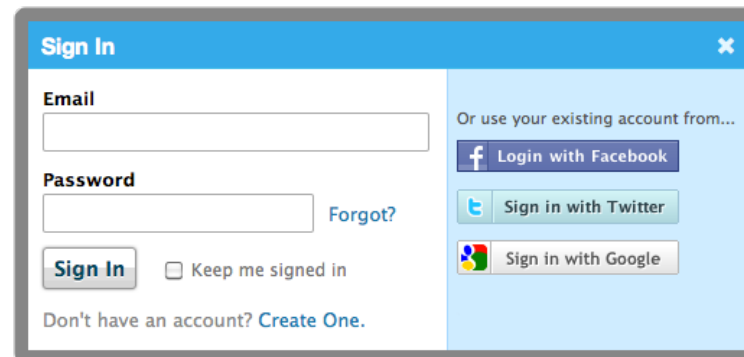 Sign In
Email
Password
Forgot?
Sign In
Keep me signed in
Don't have an account? Create One.
Or use your existing account from...
Login with Facebook
Sign in with Twitter
Sign in with Google